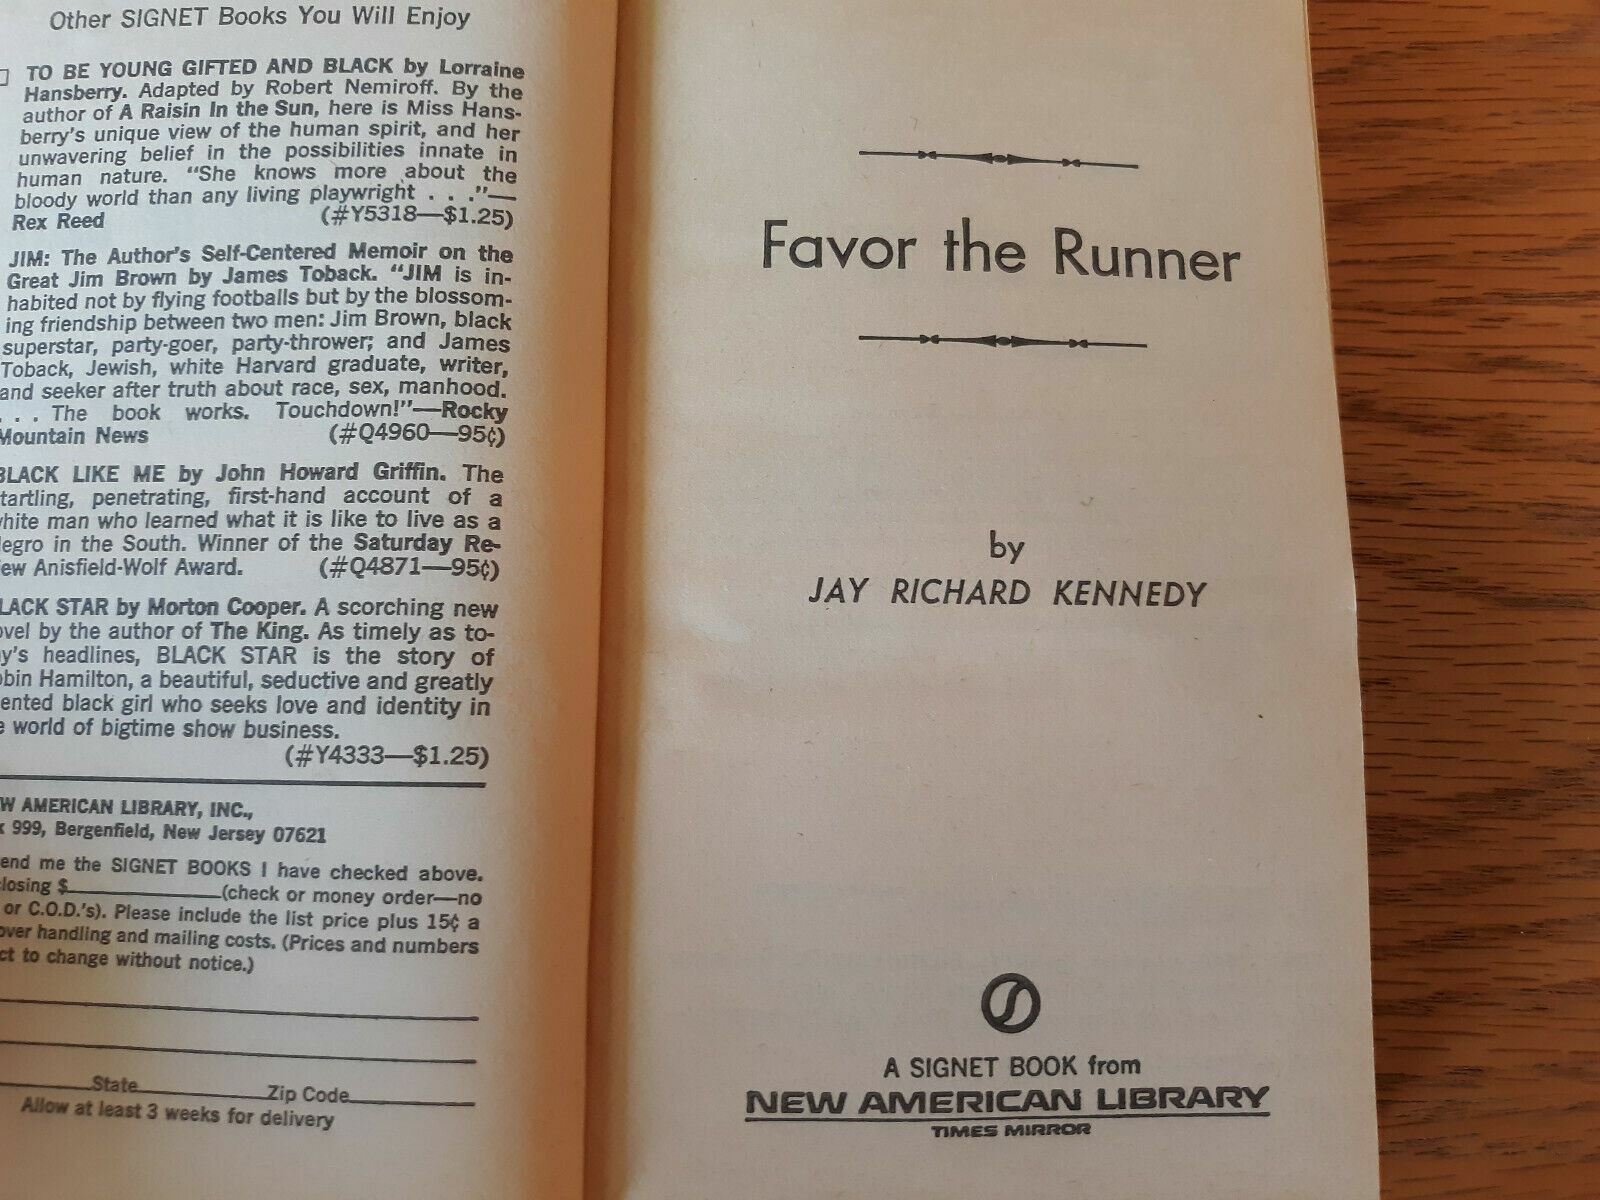 Other SIGNET Books You Will Enjoy
TO BE YOUNG GIFTED AND BLACK by Lorraine
Hansberry. Adapted by Robert Nemiroff. By the
author of A Raisin In the Sun, here is Miss Hans-
berry's unique view of the human spirit, and her
unwavering belief in the possibilities innate in
human nature. "She knows more about the
bloody world than any living playwright . . ."—
Rex Reed (#Y5318—$1.25)
JIM: The Author's Self-Centered Memoir on the
Great Jim Brown by James Toback. "JIM is in-
habited not by flying footballs but by the blossom-
ing friendship between two men: Jim Brown, black
superstar, party-goer, party-thrower; and James
Toback, Jewish, white Harvard graduate, writer,
and seeker after truth about race, sex, manhood.
. . . The book works. Touchdown!"—Rocky
Mountain News (#Q4960—95¢)
BLACK LIKE ME by John Howard Griffin. The
tartling, penetrating, first-hand account of a
white man who learned what it is like to live as a
egro in the South. Winner of the Saturday Re-
iew Anisfield-Wolf Award. (#Q4871—95¢)
LACK STAR by Morton Cooper. A scorching new
ovel by the author of The King. As timely as to-
y's headlines, BLACK STAR is the story of
obin Hamilton, a beautiful, seductive and greatly
ented black girl who seeks love and identity in
e world of bigtime show business.
(#Y4333—$1.25)
W AMERICAN LIBRARY, INC.,
x 999, Bergenfield, New Jersey 07621
end me the SIGNET BOOKS I have checked above.
closing $ (check or money order—no
or C.O.D.'s). Please include the list price plus 15¢ a
over handling and mailing costs. (Prices and numbers
ct to change without notice.)
State Zip Code
Allow at least 3 weeks for delivery
Favor the Runner
by
JAY RICHARD KENNEDY
A SIGNET BOOK from
NEW AMERICAN LIBRARY
TIMES MIRROR